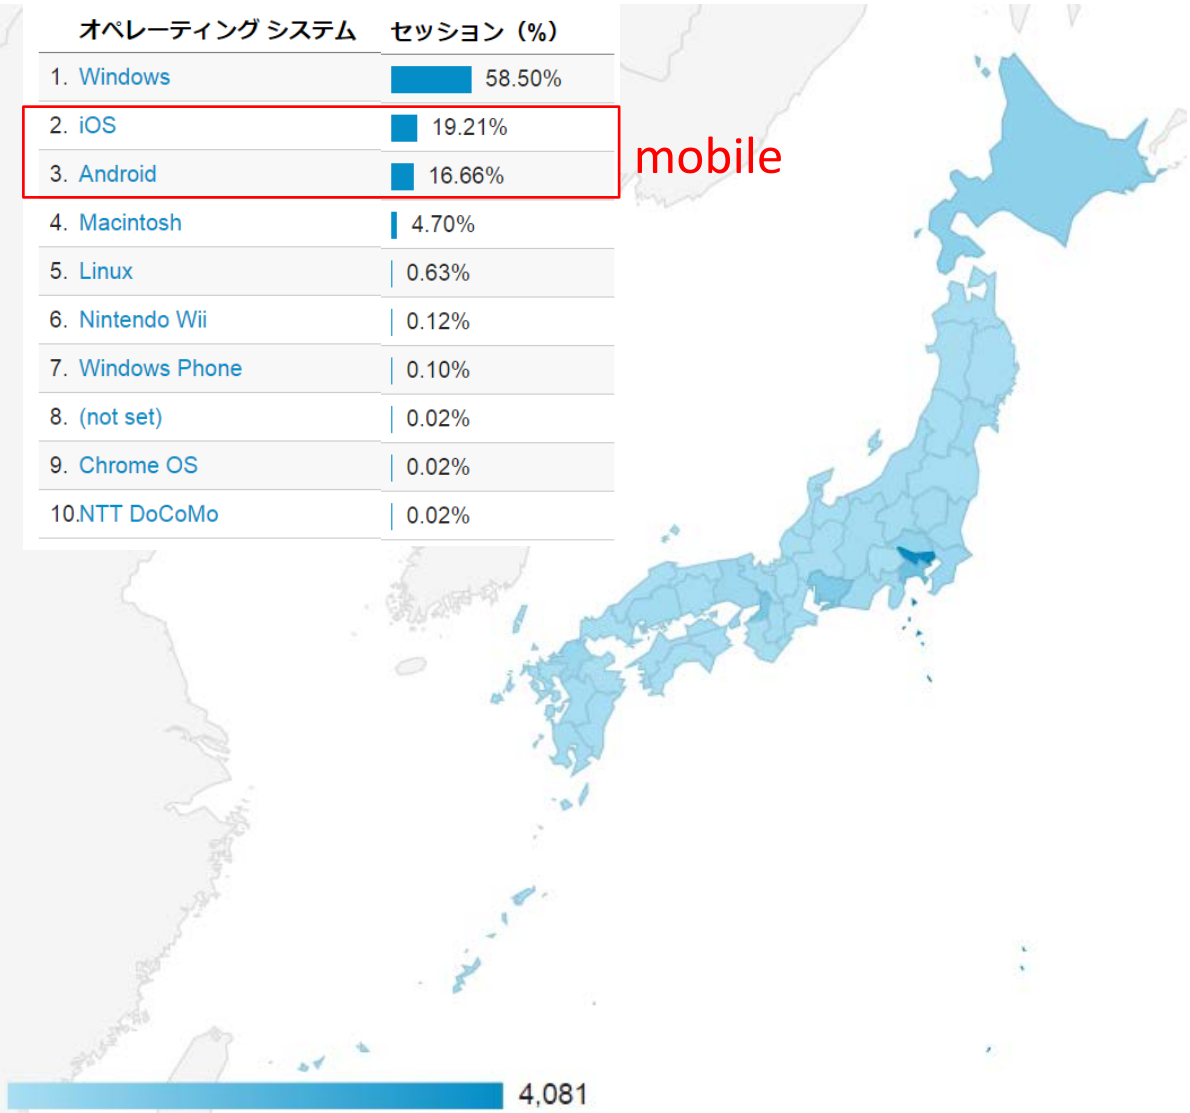 オペレーティング システム セッション（%）
1. Windows 58.50%
2. iOS 19.21%
3. Android 16.66%
mobile
4. Macintosh 4.70%
5. Linux 0.63%
6. Nintendo Wii 0.12%
7. Windows Phone 0.10%
8. (not set) 0.02%
9. Chrome OS 0.02%
10.NTT DoCoMo 0.02%
4,081